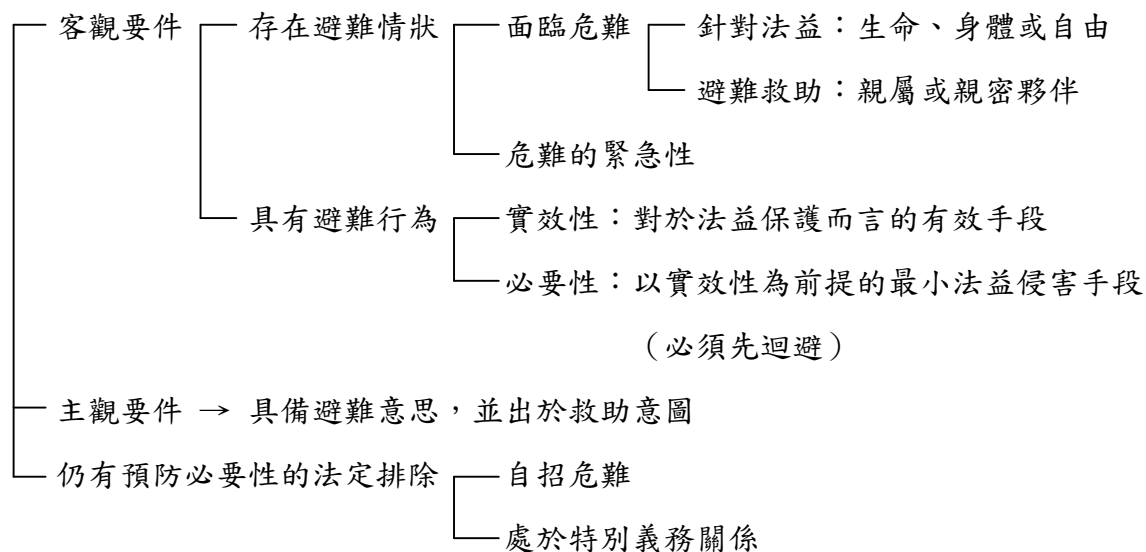 客觀要件 存在避難情狀 面臨危難 針對法益：生命、身體或自由
避難救助：親屬或親密夥伴
危難的緊急性
具有避難行為 實效性：對於法益保護而言的有效手段
必要性：以實效性為前提的最小法益侵害手段
（必須先迴避）
主觀要件 → 具備避難意思，並出於救助意圖
仍有預防必要性的法定排除 自招危難
處於特別義務關係